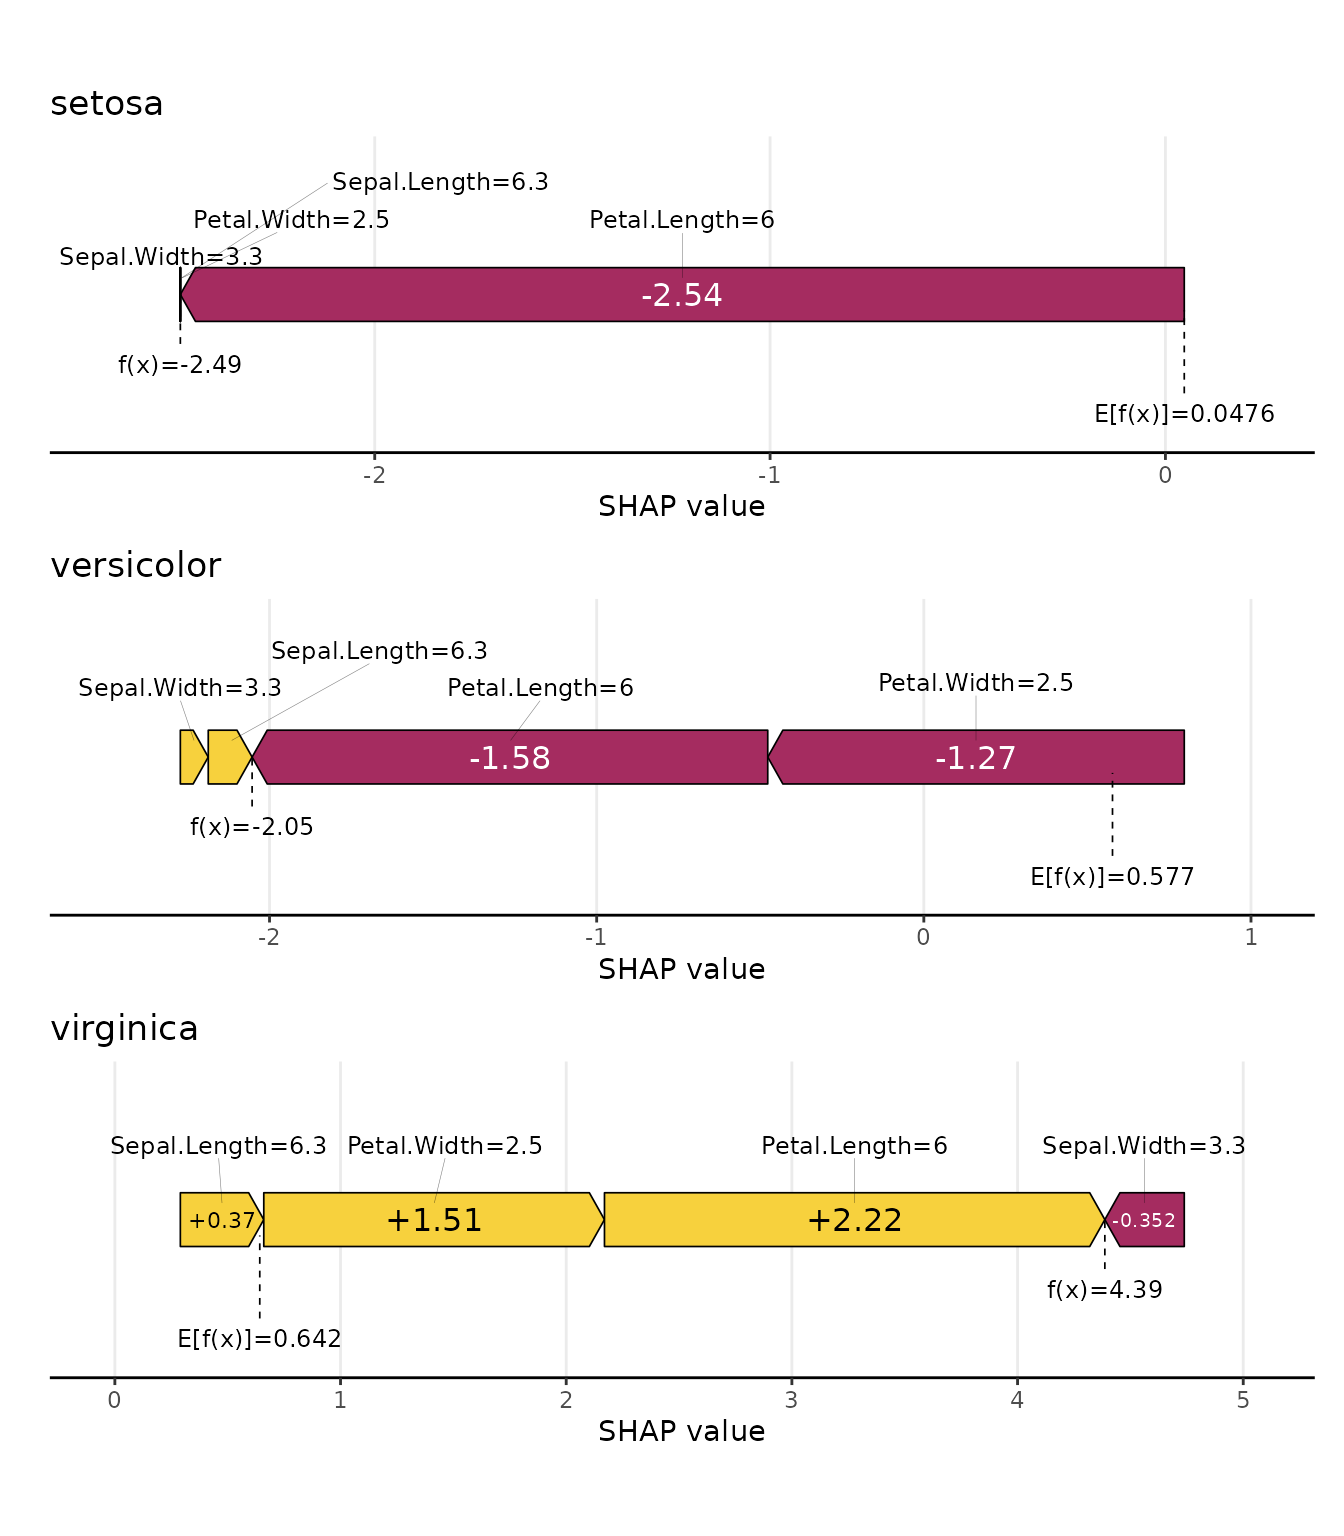 setosa
Sepal.Length=6.3
Petal.Width=2.5 Petal.Length=6
Sepal.Width=3.3
-2.54
f(x)=-2.49
E[f(x)]=0.0476
-2 -1 0
SHAP value
versicolor
Sepal.Length=6.3
Sepal.Width=3.3 Petal.Length=6 Petal.Width=2.5
-1.58 -1.27
f(x)=-2.05
E[f(x)]=0.577
-2 -1 0 1
SHAP value
virginica
Sepal.Length=6.3 Petal.Width=2.5 Petal.Length=6 Sepal.Width=3.3
+0.37 +1.51 +2.22 -0.352
f(x)=4.39
E[f(x)]=0.642
0 1 2 3 4 5
SHAP value